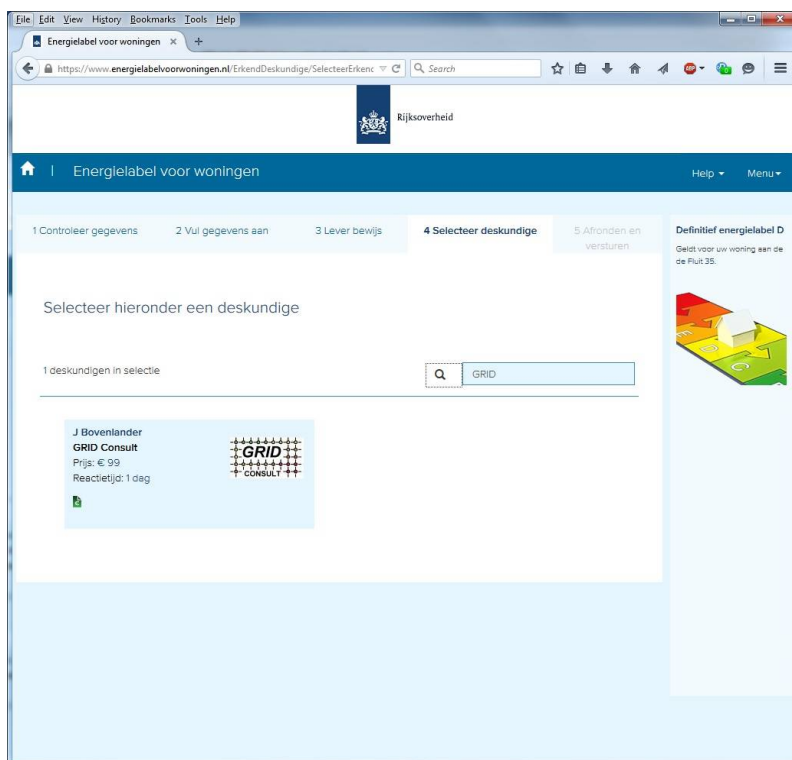 File Edit View History Bookmarks Tools Help
Energielabel voor woningen × +
https://www.energielabelvoorwoningen.nl/ErkendDeskundige/SelecteerErkenc
Search
ABP
Rijksoverheid
Energielabel voor woningen
Help Menu
1 Controleer gegevens
2 Vul gegevens aan
3 Lever bewijs
4 Selecteer deskundige
5 Afronden en
versturen
Definitief energielabel D
Geldt voor uw woning aan de
de Fluit 35.
E
D
C
Selecteer hieronder een deskundige
1 deskundigen in selectie
GRID
J Bovenlander
GRID Consult
Prijs: € 99
Reactietijd: 1 dag
GRID
CONSULT